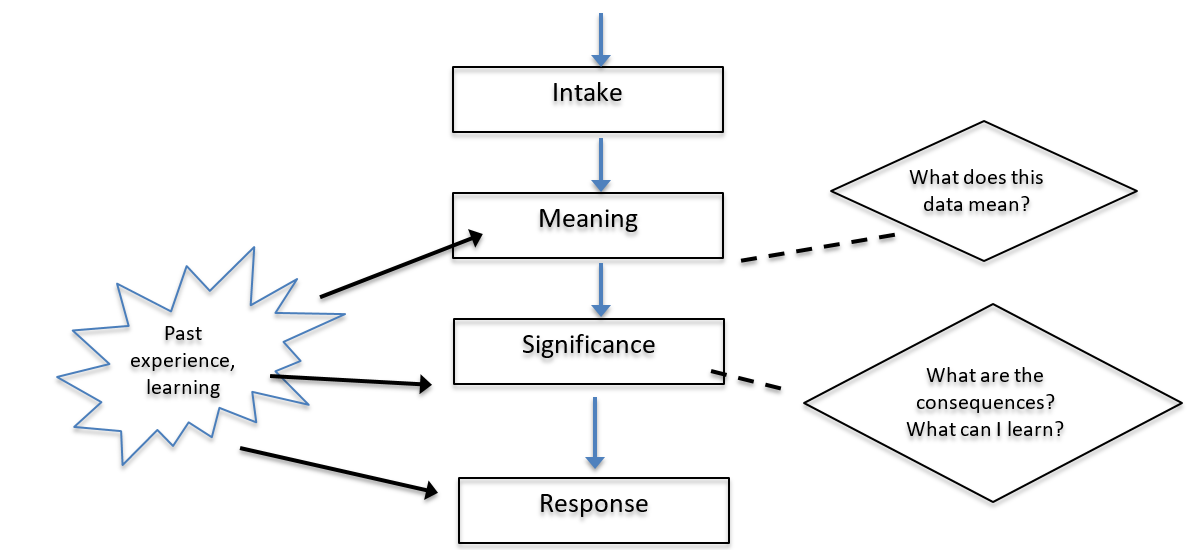 Intake
Meaning
What does this
data mean?
Past
experience,
learning
Significance
What are the
consequences?
What can I learn?
Response